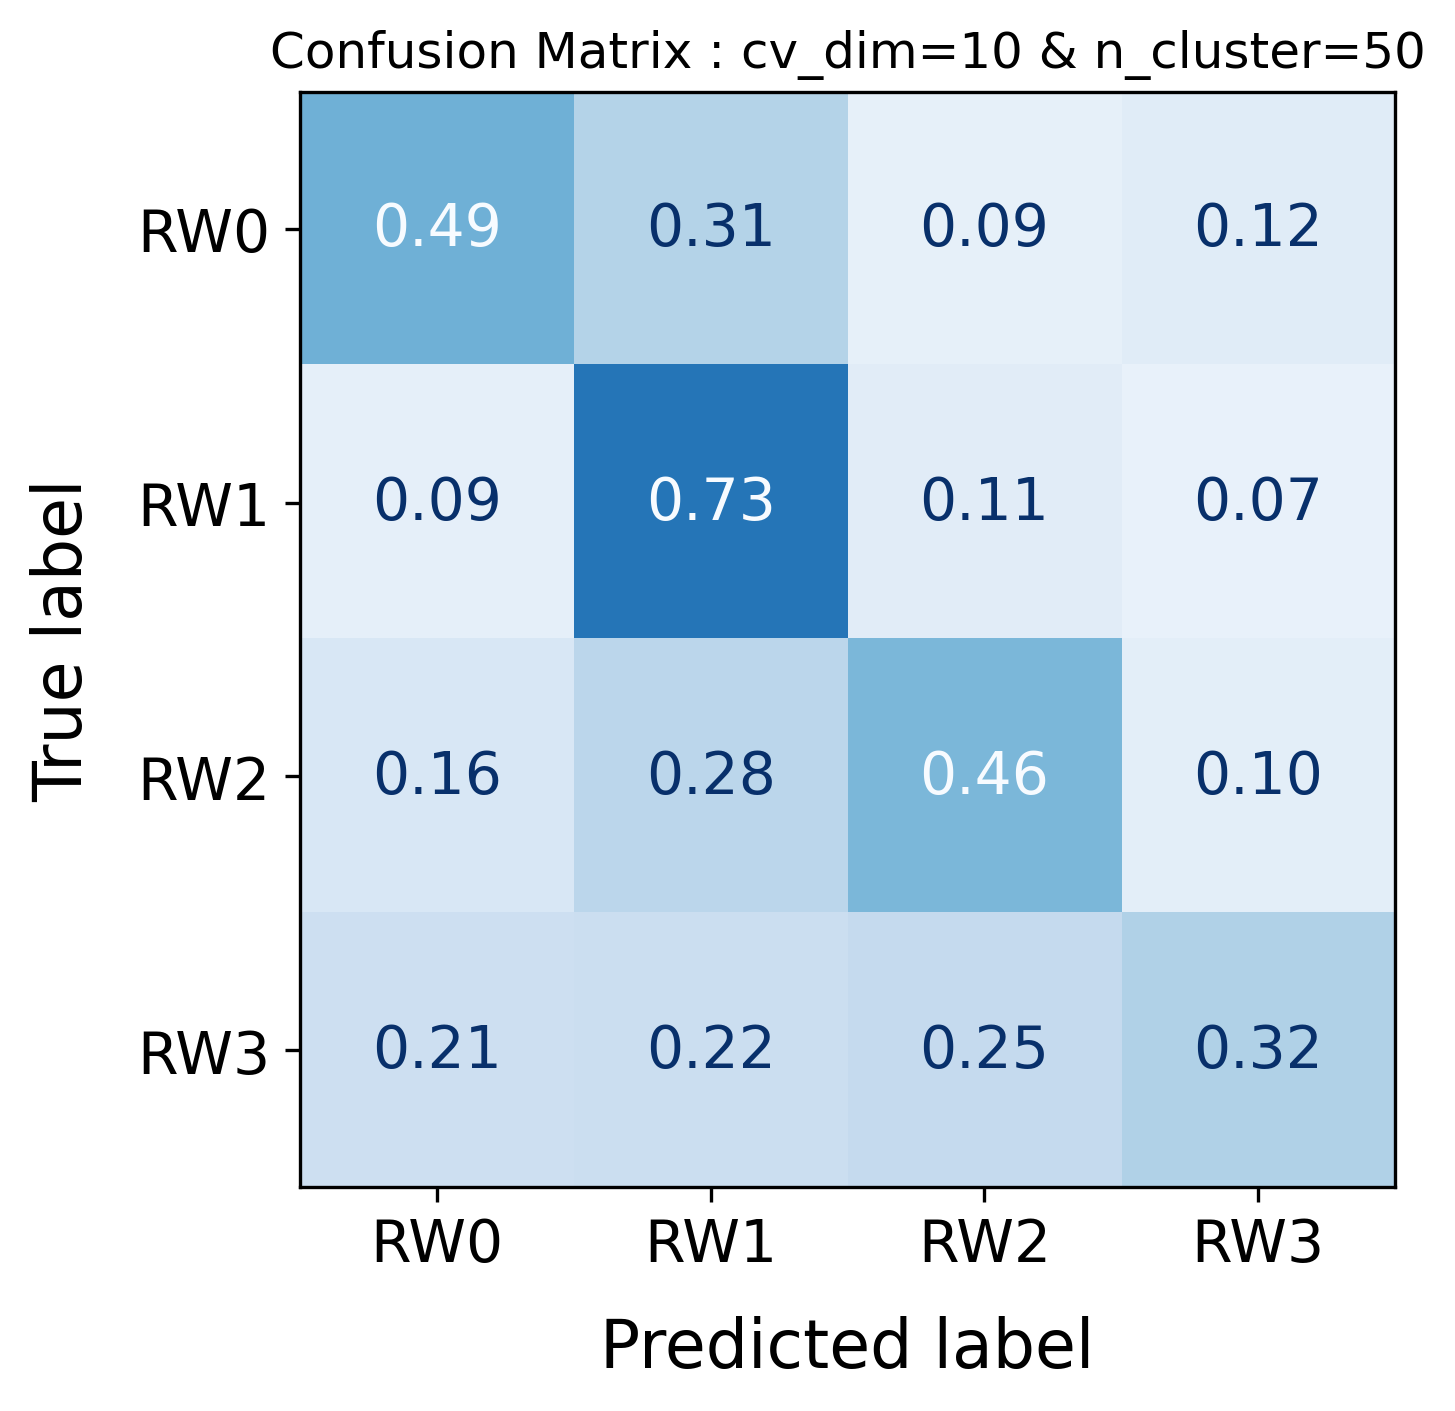 Confusion Matrix : cv_dim=10 & n_cluster=50
True label
RW0 0.49 0.31 0.09 0.12
RW1 0.09 0.73 0.11 0.07
RW2 0.16 0.28 0.46 0.10
RW3 0.21 0.22 0.25 0.32
RW0 RW1 RW2 RW3
Predicted label